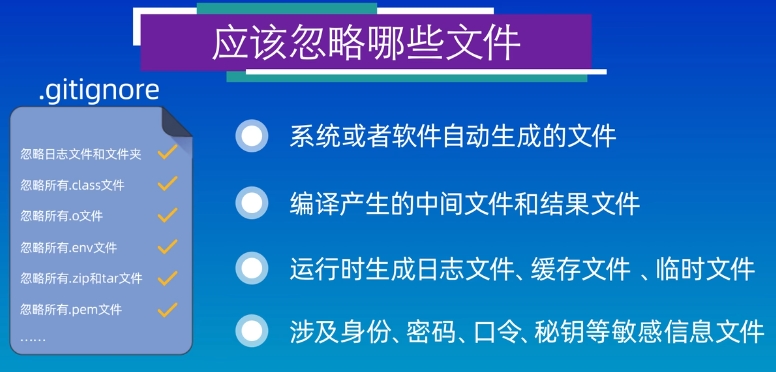 应该忽略哪些文件
.gitignore
忽略日志文件和文件夹
忽略所有.class文件
忽略所有.o文件
忽略所有.env文件
忽略所有.zip和tar文件
忽略所有.pem文件
……
系统或者软件自动生成的文件
编译产生的中间文件和结果文件
运行时生成日志文件、缓存文件 、临时文件
涉及身份、密码、口令、秘钥等敏感信息文件